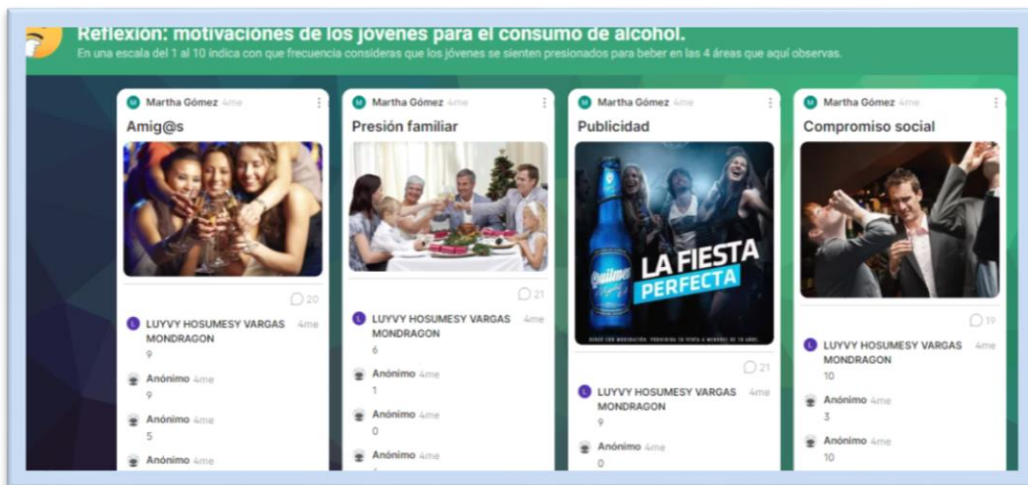 Reflexión: motivaciones de los jóvenes para el consumo de alcohol.
En una escala del 1 al 10 indica con que frecuencia consideras que los jóvenes se sienten presionados para beber en las 4 áreas que aquí observas.
M Martha Gómez 4me
Amig@s
20
L LUYVY HOSUMESY VARGAS 4me
MONDRAGON
9
Anónimo 4me
9
Anónimo 4me
5
Anónimo 4me
M Martha Gómez 4me
Presión familiar
21
L LUYVY HOSUMESY VARGAS 4me
MONDRAGON
6
Anónimo 4me
1
Anónimo 4me
0
Anónimo 4me
M Martha Gómez 4me
Publicidad
Quilmes
LA FIESTA
PERFECTA
21
L LUYVY HOSUMESY VARGAS 4me
MONDRAGON
9
Anónimo 4me
0
M Martha Gómez 4me
Compromiso social
19
L LUYVY HOSUMESY VARGAS 4me
MONDRAGON
10
Anónimo 4me
3
Anónimo 4me
10